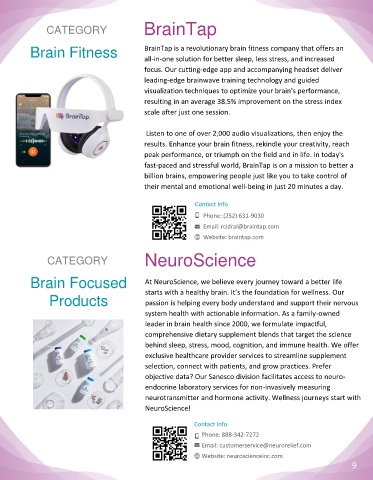 CATEGORY
Brain Fitness
BrainTap
BrainTap is a revolutionary brain fitness company that offers an
all-in-one solution for better sleep, less stress, and increased
focus. Our cutting-edge app and accompanying headset deliver
leading-edge brainwave training technology and guided
visualization techniques to optimize your brain's performance,
resulting in an average 38.5% improvement on the stress index
scale after just one session.
Listen to one of over 2,000 audio visualizations, then enjoy the
results. Enhance your brain fitness, rekindle your creativity, reach
peak performance, or triumph on the field and in life. In today's
fast-paced and stressful world, BrainTap is on a mission to better a
billion brains, empowering people just like you to take control of
their mental and emotional well-being in just 20 minutes a day.
BrainTap
Contact Info
Phone: (252) 631-9030
Email: rcidral@braintap.com
Website: braintap.com
CATEGORY
Brain Focused
Products
NeuroScience
At NeuroScience, we believe every journey toward a better life
starts with a healthy brain. It's the foundation for wellness. Our
passion is helping every body understand and support their nervous
system health with actionable information. As a family-owned
leader in brain health since 2000, we formulate impactful,
comprehensive dietary supplement blends that target the science
behind sleep, stress, mood, cognition, and immune health. We offer
exclusive healthcare provider services to streamline supplement
selection, connect with patients, and grow practices. Prefer
objective data? Our Sanesco division facilitates access to neuro-
endocrine laboratory services for non-invasively measuring
neurotransmitter and hormone activity. Wellness journeys start with
NeuroScience!
Contact Info
Phone: 888-342-7272
Email: customerservice@neurorelief.com
Website: neuroscienceinc.com
9